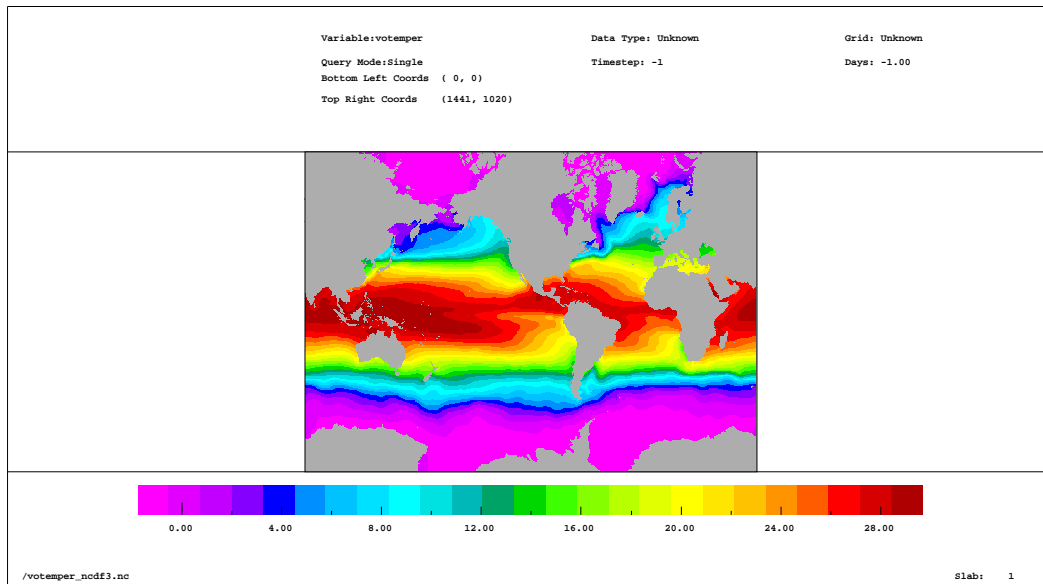 Variable:votemper Data Type: Unknown Grid: Unknown
Query Mode:Single Timestep: -1 Days: -1.00
Bottom Left Coords ( 0, 0)
Top Right Coords (1441, 1020)
0.00 4.00 8.00 12.00 16.00 20.00 24.00 28.00
/votemper_ncdf3.nc Slab: 1